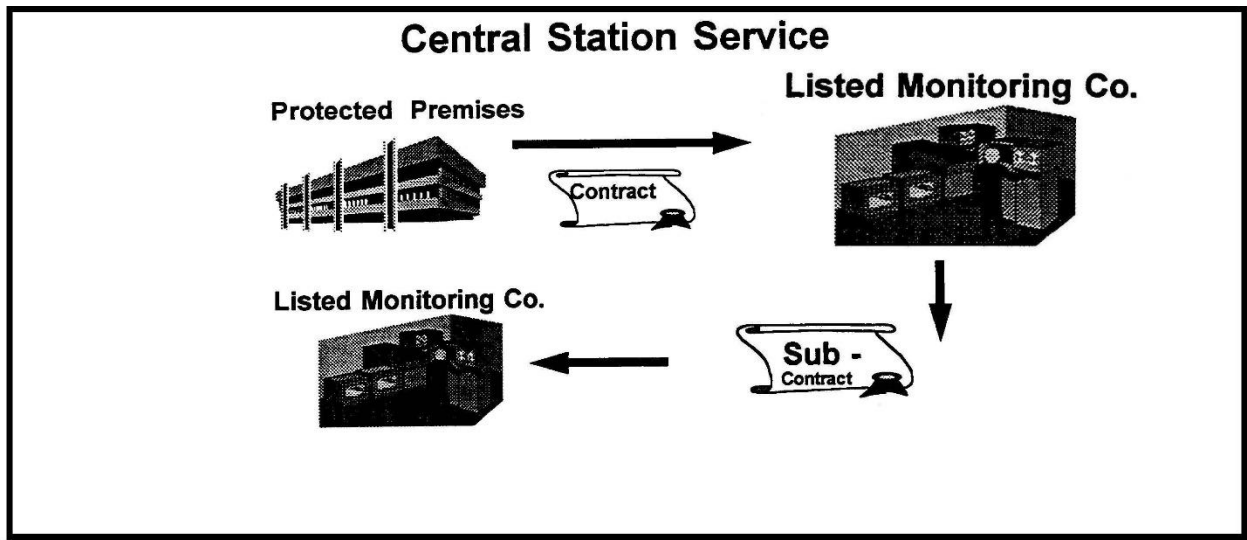 Central Station Service
Listed Monitoring Co.
Protected Premises
Contract
Listed Monitoring Co.
Sub -
Contract